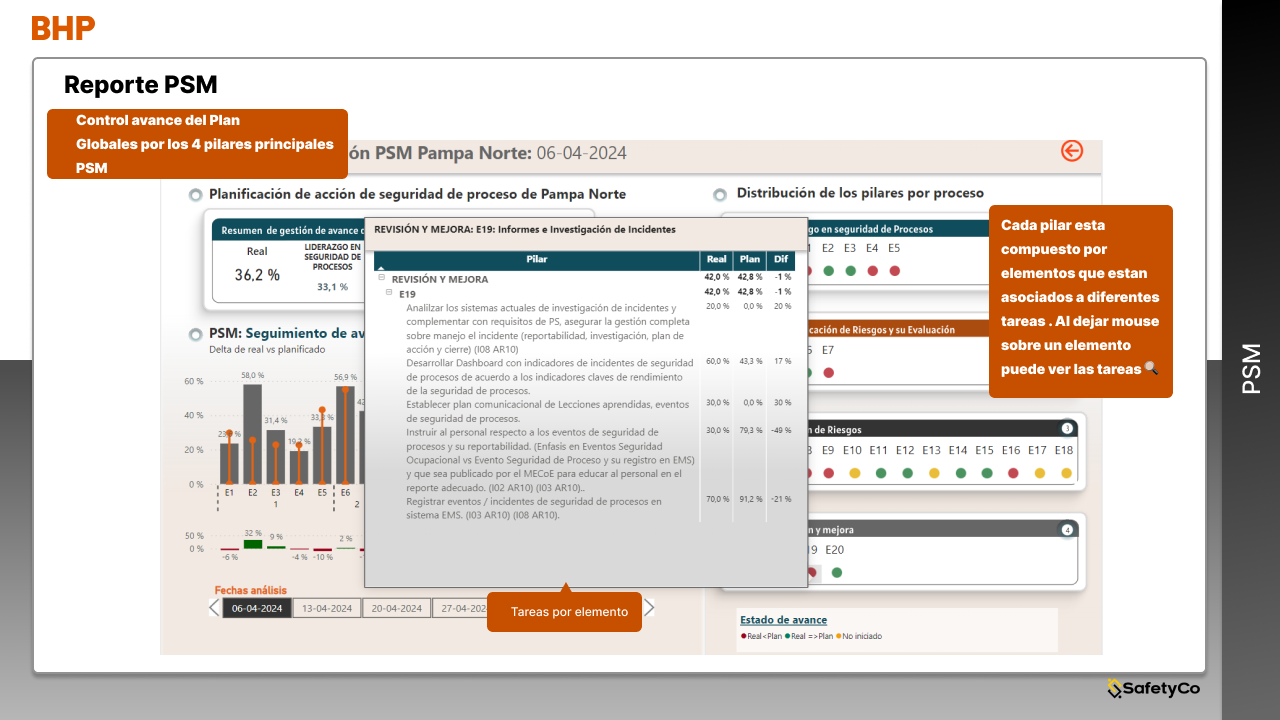 BHP
Reporte PSM
Control avance del Plan
Globales por los 4 pilares principales
PSM
ón PSM Pampa Norte: 06-04-2024
Planificación de acción de seguridad de proceso de Pampa Norte
Distribución de los pilares por proceso
Resumen de gestión de avance
Real
36,2 %
LIDERAZGO EN
SEGURIDAD DE
PROCESOS
33,1 %
REVISIÓN Y MEJORA: E19: Informes e Investigación de Incidentes
Pilar Real Plan Dif
REVISIÓN Y MEJORA 42,0 % 42,8 % -1 %
E19 42,0 % 42,8 % -1 %
Analilzar los sistemas actuales de investigación de incidentes y 20,0 % 0,0 % 20 %
complementar con requisitos de PS, asegurar la gestión completa
sobre manejo el incidente (reportabilidad, investigación, plan de
acción y cierre) (I08 AR10)
Desarrollar Dashboard con indicadores de incidentes de seguridad 60,0 % 43,3 % 17 %
de procesos de acuerdo a los indicadores claves de rendimiento
de la seguridad de procesos.
Establecer plan comunicacional de Lecciones aprendidas, eventos 30,0 % 0,0 % 30 %
de seguridad de procesos.
Instruir al personal respecto a los eventos de seguridad de 30,0 % 79,3 % -49 %
procesos y su reportabilidad. (Enfasis en Eventos Seguridad
Ocupacional vs Evento Seguridad de Proceso y su registro en EMS)
y que sea publicado por el MECoE para educar al personal en el
reporte adecuado. (I02 AR10) (I03 AR10)..
Registrar eventos / incidentes de seguridad de procesos en 70,0 % 91,2 % -21 %
sistema EMS. (I03 AR10) (I08 AR10).
go en seguridad de Procesos
E2 E3 E4 E5
Cada pilar esta
compuesto por
elementos que estan
asociados a diferentes
tareas . Al dejar mouse
sobre un elemento
puede ver las tareas
icación de Riesgos y su Evaluación
E7
n de Riesgos 3
E9 E10 E11 E12 E13 E14 E15 E16 E17 E18
n y mejora 4
19 E20
PSM: Seguimiento de av
Delta de real vs planificado
60 %
40 %
20 %
0 %
58,0 % 56,9 %
31,4 %
E1 E2 E3 E4 E5 E6
1 2
50 %
0 %
-6 % 32 % 9 % -4 % -10 % 2 %
Fechas análisis
06-04-2024 13-04-2024 20-04-2024 27-04-202
Tareas por elemento
Estado de avance
Real<Plan Real =>Plan No iniciado
PSM
SafetyCo